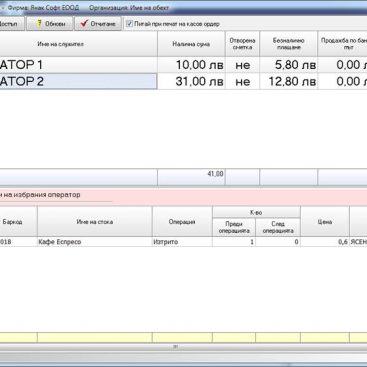 Фирма: Янак Софт ЕООД Организация: Име на обект
Достъп ? Обнови Отчитане Питай при печат на касов ордер
Име на служител Налична сума Отворена сметка Безналично плащане Продажба по бан път
АТОР 1 10,00 лв не 5,80 лв 0,00
АТОР 2 31,00 лв не 12,80 лв 0,00
41,00
и на избрания оператор
Баркод Име на стока Операция К-во Цена
Преди операцията След операцията
018 Кафе Еспресо Изтрито 1 0 0,6 ЯСЕН